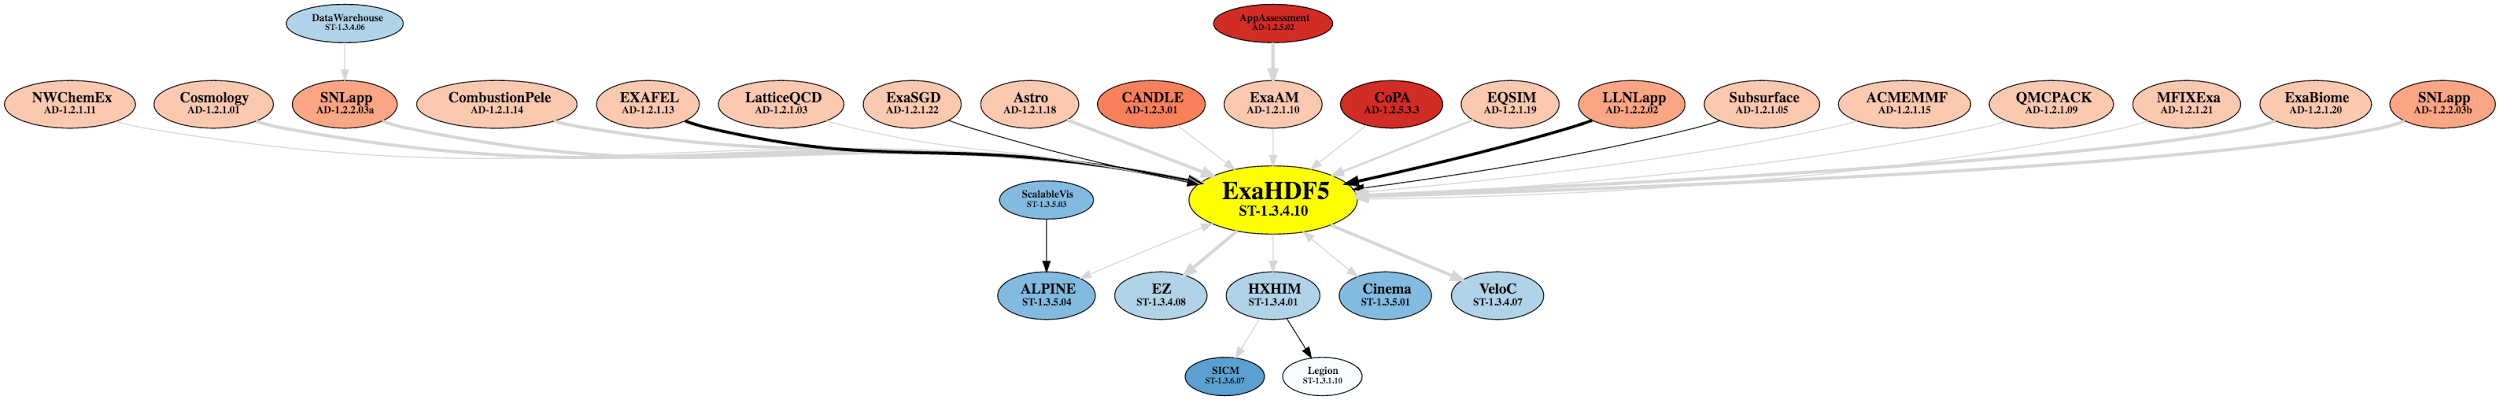 DataWarehouse
ST-1.3.4.06
AppAssessment
AD-1.2.5.02
NWChemEx
AD-1.2.1.11
Cosmology
AD-1.2.1.01
SNLapp
AD-1.2.2.03a
CombustionPele
AD-1.2.1.14
EXAFEL
AD-1.2.1.13
LatticeQCD
AD-1.2.1.03
ExaSGD
AD-1.2.1.22
Astro
AD-1.2.1.18
CANDLE
AD-1.2.3.01
ExaAM
AD-1.2.1.10
CoPA
AD-1.2.5.3.3
EQSIM
AD-1.2.1.19
LLNLapp
AD-1.2.2.02
Subsurface
AD-1.2.1.05
ACMEMMF
AD-1.2.1.15
QMCPACK
AD-1.2.1.09
MFIXExa
AD-1.2.1.21
ExaBiome
AD-1.2.1.20
SNLapp
AD-1.2.2.03b
ScalableVis
ST-1.3.5.03
ExaHDF5
ST-1.3.4.10
ALPINE
ST-1.3.5.04
EZ
ST-1.3.4.08
HXHIM
ST-1.3.4.01
Cinema
ST-1.3.5.01
VeloC
ST-1.3.4.07
SICM
ST-1.3.6.07
Legion
ST-1.3.1.10